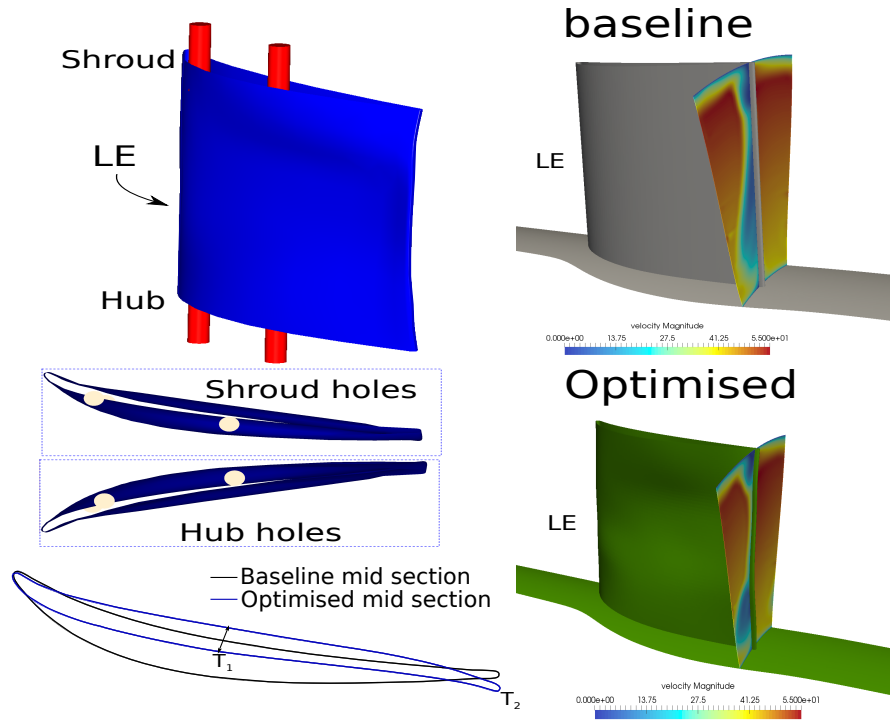 Shroud
LE
Hub
Shroud holes
Hub holes
Baseline mid section
Optimised mid section
T1
T2
baseline
LE
velocity Magnitude
0.000e+00 13.75 27.5 41.25 5.500e+01
Optimised
LE
velocity Magnitude
0.000e+00 13.75 27.5 41.25 5.500e+01